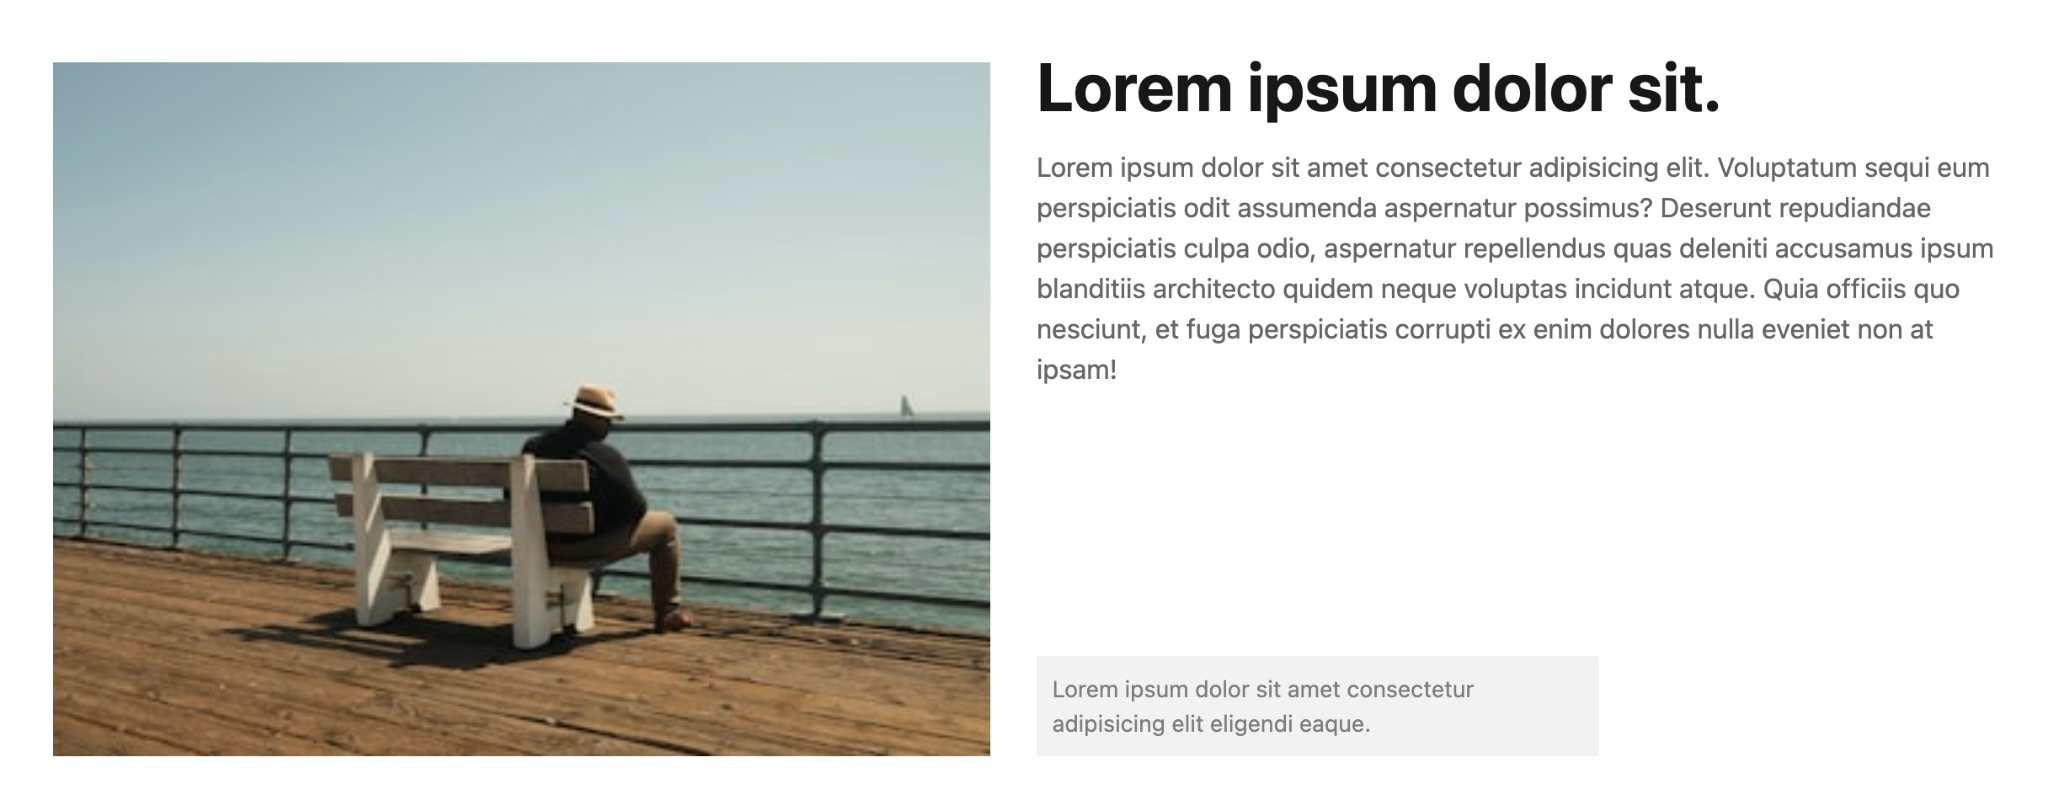 Lorem ipsum dolor sit.
Lorem ipsum dolor sit amet consectetur adipisicing elit. Voluptatum sequi eum
perspiciatis odit assumenda aspernatur possimus? Deserunt repudiandae
perspiciatis culpa odio, aspernatur repellendus quas deleniti accusamus ipsum
blanditiis architecto quidem neque voluptas incidunt atque. Quia officiis quo
nesciunt, et fuga perspiciatis corrupti ex enim dolores nulla eveniet non at
ipsam!
Lorem ipsum dolor sit amet consectetur
adipisicing elit eligendi eaque.